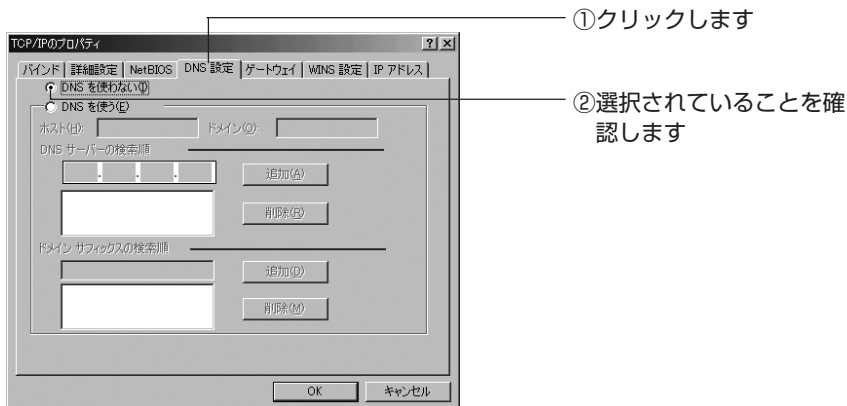 ①クリックします
TCP/IPのプロパティ
バインド 詳細設定 NetBIOS DNS 設定 ゲートウェイ WINS 設定 IP アドレス
DNS を使わない(I)
DNS を使う(E)
②選択されていることを確
認します
ホスト(H): ドメイン(O):
DNS サーバーの検索順
追加(A)
削除(R)
ドメイン サフィックスの検索順
追加(D)
削除(M)
OK キャンセル